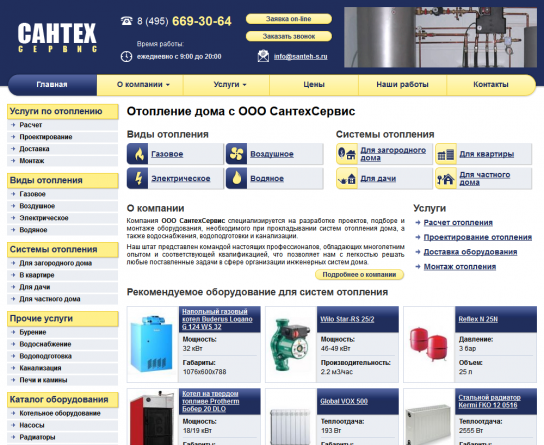 САНТЕХ
СЕРВИС
8 (495) 669-30-64
Время работы:
ежедневно с 9:00 до 20:00
Заявка on-line
Заказать звонок
info@santeh-s.ru
Главная
О компании
Услуги
Цены
Наши работы
Контакты
Услуги по отоплению
Расчет
Проектирование
Доставка
Монтаж
Виды отопления
Газовое
Воздушное
Электрическое
Водяное
Системы отопления
Для загородного дома
В квартире
Для дачи
Для частного дома
Прочие услуги
Бурение
Водоснабжение
Водоподготовка
Канализация
Печи и камины
Каталог оборудования
Котельное оборудование
Насосы
Радиаторы
Отопление дома с ООО СантехСервис
Виды отопления
Газовое
Воздушное
Электрическое
Водяное
Системы отопления
Для загородного
дома
Для квартиры
Для дачи
Для частного
дома
О компании
Компания ООО СантехСервис специализируется на разработке проектов, подборе и
монтаже оборудования, необходимого при прокладывании систем отопления дома, а
также водоснабжения, водоподготовки и канализации.
Наш штат представлен командой настоящих профессионалов, обладающих многолетним
опытом и соответствующей квалификацией, что позволяет нам с легкостью решать
любые поставленные задачи в сфере организации инженерных систем дома.
Подробнее о компании
Услуги
Расчет отопления
Проектирование отопления
Доставка оборудования
Монтаж отопления
Рекомендуемое оборудование для систем отопления
Напольный газовый
котел Buderus Logano
G 124 WS 32
Мощность:
32 кВт
Габариты:
1076x600x788
Wilo Star-RS 25/2
Мощность:
46-49 кВт
Производительность:
2.2 м3/час
Reflex N 25N
Давление:
3 бар
Объем:
25 л
Котел на твердом
топливе Protherm
Бобер 20 DLO
Мощность:
18/19 кВт
Габариты:
Global VOX 500
Теплоотдача:
193 Вт
Габариты:
Стальной радиатор
Kermi FKO 12 0516
Теплоотдача:
2555 Вт
Габариты: